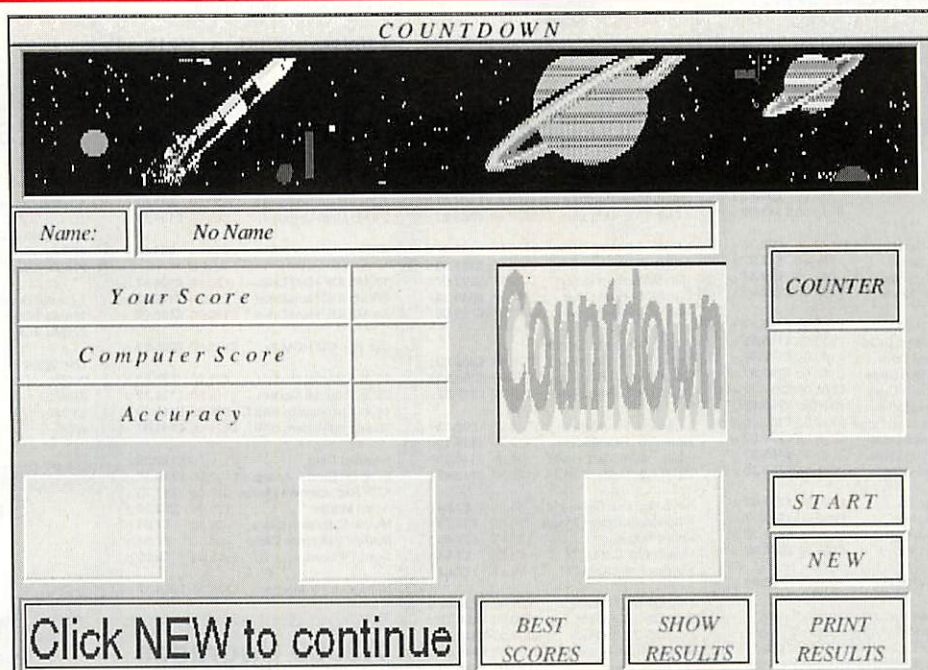 COUNTDOWN
Name: No Name
Your Score
Computer Score
Accuracy
Countdown
COUNTER
START
NEW
Click NEW to continue
BEST
SCORES
SHOW
RESULTS
PRINT
RESULTS